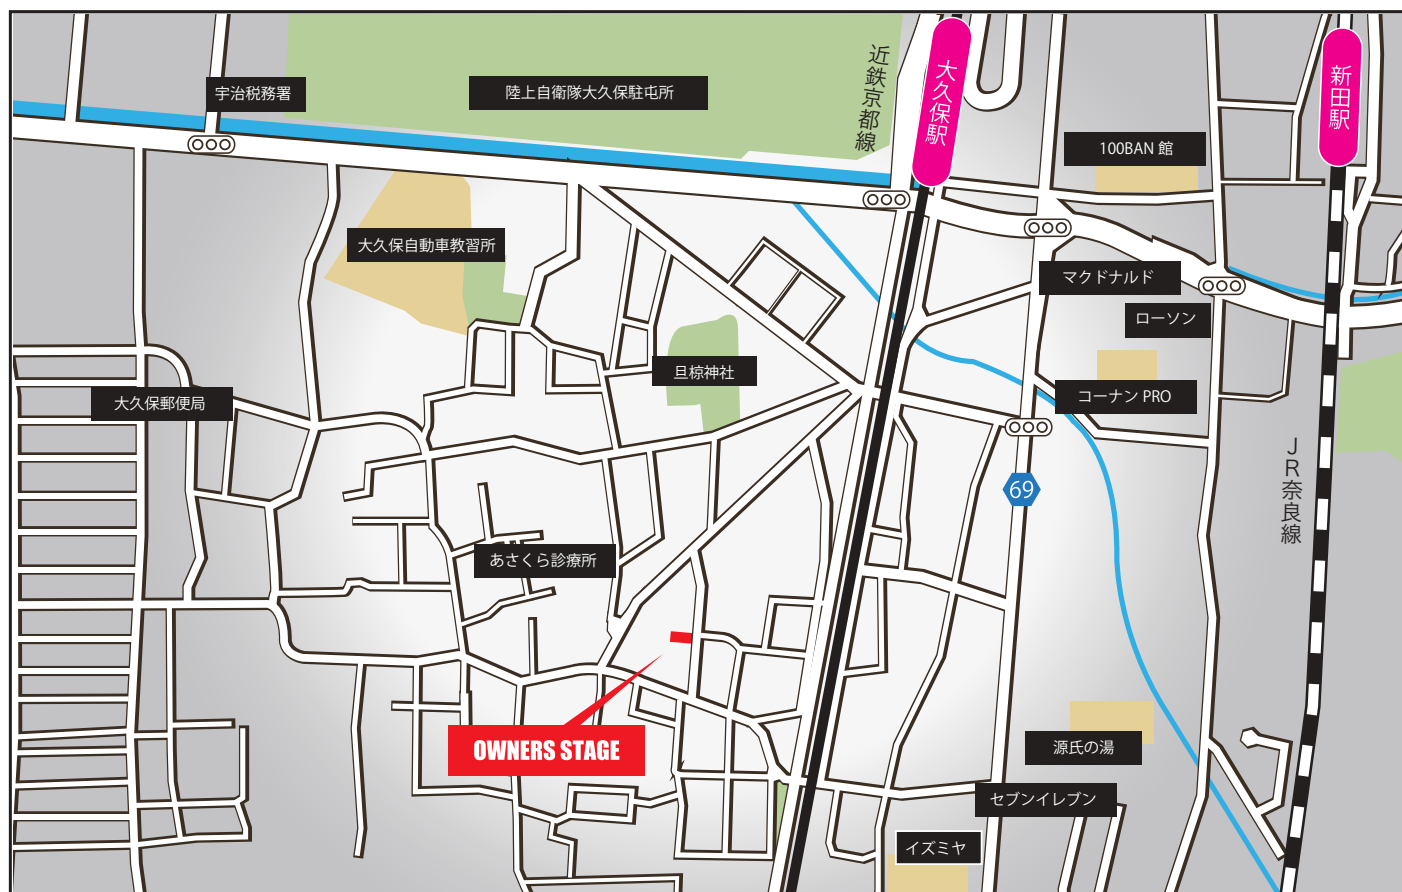 宇治税務署
陸上自衛隊大久保駐屯所
近鉄京都線
大久保駅
新田駅
100BAN 館
大久保自動車教習所
マクドナルド
ローソン
旦椋神社
大久保郵便局
コーナン PRO
JR奈良線
69
あさくら診療所
OWNERS STAGE
源氏の湯
セブンイレブン
イズミヤ